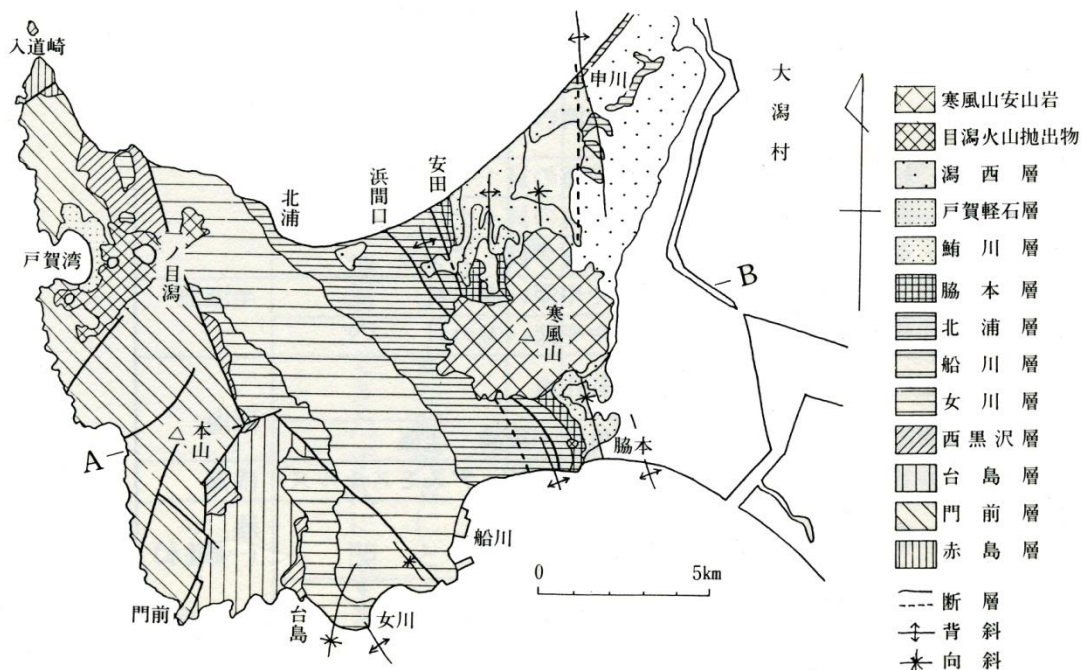 入道崎
戸賀湾
一ノ目潟
北浦
浜間口
安田
申川
大潟村
寒風山
本山
A
B
脇本
船川
女川
台島
門前
0 5km
寒風山安山岩
目潟火山抛出物
潟西層
戸賀軽石層
鮪川層
脇本層
北浦層
船川層
女川層
西黒沢層
台島層
門前層
赤島層
断層
背斜
向斜